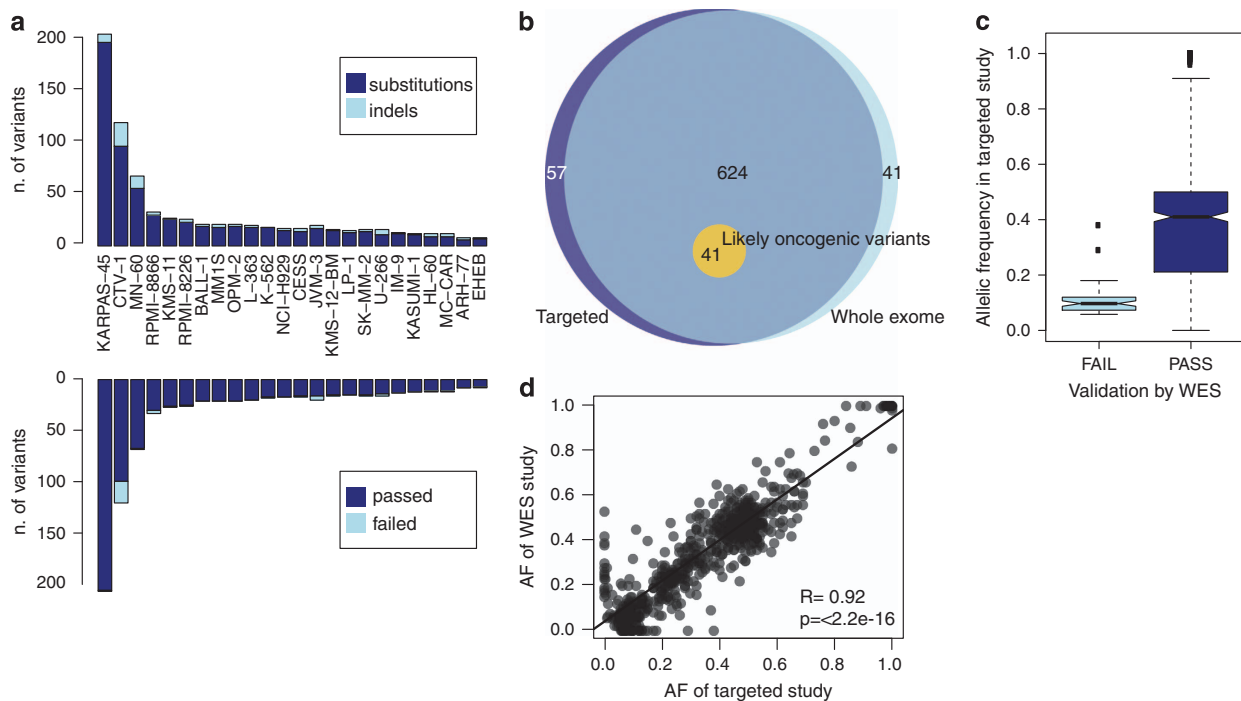 a
200
150
100
50
0
n. of variants
substitutions
indels
KARPAS−45
CTV−1
MN−60
RPMI−8866
KMS−11
RPMI−8226
BALL−1
MM1S
OPM−2
L−363
K−562
NCI−H929
CESS
JVM−3
KMS−12−BM
LP−1
SK−MM−2
U−266
IM−9
KASUMI−1
HL−60
MC−CAR
ARH−77
EHEB
0
50
100
150
200
n. of variants
passed
failed
b
57
624
41
Likely oncogenic variants
41
Targeted
Whole exome
c
1.0
0.8
0.6
0.4
0.2
0.0
Allelic frequency in targeted study
FAIL
PASS
Validation by WES
d
1.0
0.8
0.6
0.4
0.2
0.0
AF of WES study
R= 0.92
p=<2.2e-16
0.0 0.2 0.4 0.6 0.8 1.0
AF of targeted study